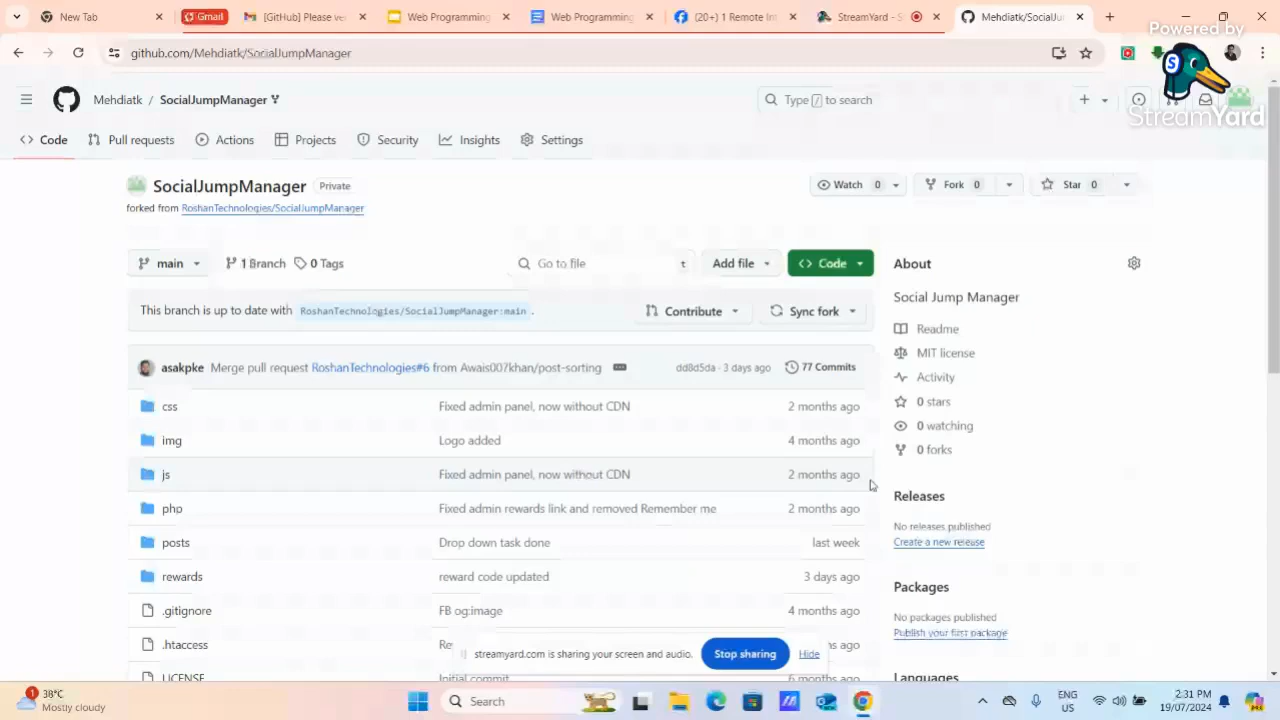 New Tab
Gmail
[GitHub] Please ve
Web Programming
Web Programming
(20+) 1 Remote Int
StreamYard - S
Mehdiatk/SocialJu
github.com/Mehdiatk/SocialJumpManager
Powered by
StreamYard
Mehdiatk / SocialJumpManager
Type / to search
Code
Pull requests
Actions
Projects
Security
Insights
Settings
SocialJumpManager Private
Watch 0
Fork 0
Star 0
forked from RoshanTechnologies/SocialJumpManager
main
1 Branch
0 Tags
Go to file t
Add file
Code
About
This branch is up to date with RoshanTechnologies/SocialJumpManager:main .
Contribute
Sync fork
Social Jump Manager
Readme
MIT license
Activity
0 stars
0 watching
0 forks
asakpke Merge pull request RoshanTechnologies#6 from Awais007khan/post-sorting
dd8d5da · 3 days ago
77 Commits
css Fixed admin panel, now without CDN 2 months ago
img Logo added 4 months ago
js Fixed admin panel, now without CDN 2 months ago
php Fixed admin rewards link and removed Remember me 2 months ago
posts Drop down task done last week
rewards reward code updated 3 days ago
.gitignore FB og:image 4 months ago
.htaccess Re ns ago
LICENSE Initial commit 6 months ago
Releases
No releases published
Create a new release
Packages
No packages published
Publish your first package
Languages
streamyard.com is sharing your screen and audio.
Stop sharing
Hide
1
38°C
Mostly cloudy
Search
ENG
US
2:31 PM
19/07/2024